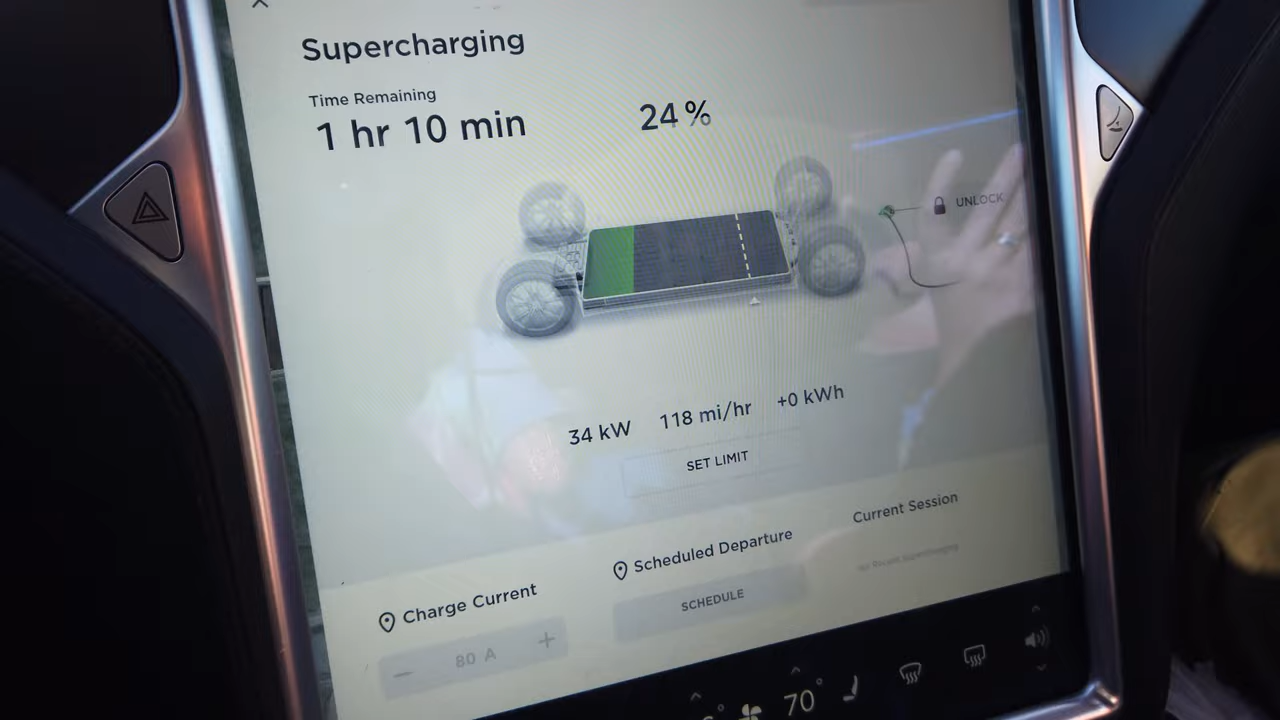 Supercharging
Time Remaining
1 hr 10 min
24%
UNLOCK
34 kW 118 mi/hr +0 kWh
SET LIMIT
Current Session
Scheduled Departure
SCHEDULE
Charge Current
80 A
70°